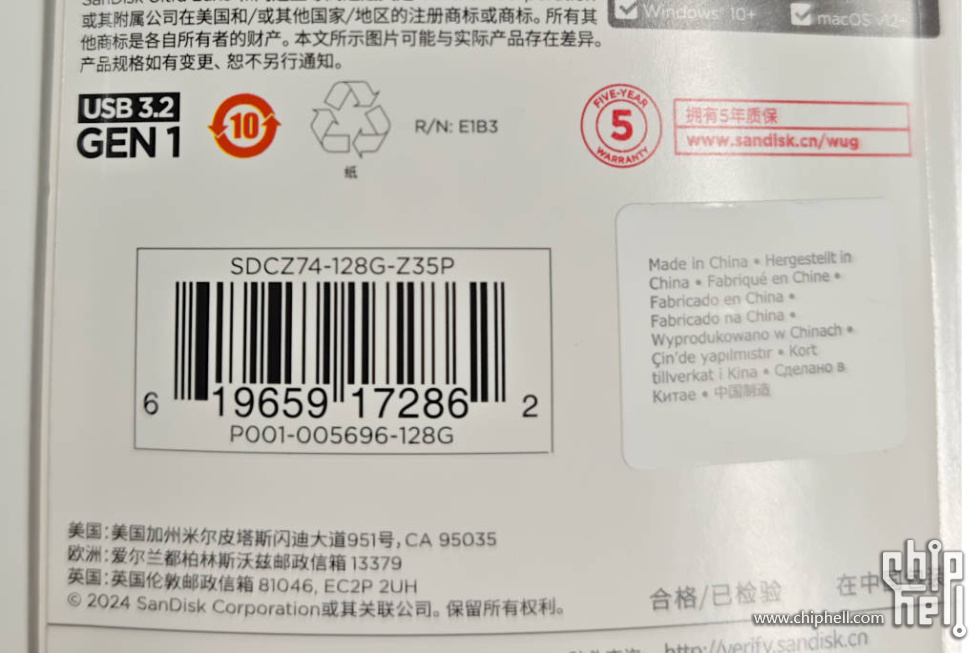 或其附属公司在美国和/或其他国家/地区的注册商标或商标。所有其
他商标是各自所有者的财产。本文所示图片可能与实际产品存在差异。
产品规格如有变更、恕不另行通知。
Windows® 10+
macOS v12+
USB 3.2
GEN 1
10
纸
R/N: E1B3
FIVE-YEAR
5
WARRANTY
拥有5年质保
www.sandisk.cn/wug
SDCZ74-128G-Z35P
6 19659 17286 2
P001-005696-128G
Made in China • Hergestellt in
China • Fabriqué en Chine •
Fabricado en China •
Fabricado na China •
Wyprodukowano w Chinach •
Çin'de yapılmıstır • Kort
tillverkat i Kina • Сделано в
Китае • 中国制造
美国：美国加州米尔皮塔斯闪迪大道951号，CA 95035
欧洲：爱尔兰都柏林斯沃兹邮政信箱 13379
英国：英国伦敦邮政信箱 81046, EC2P 2UH
© 2024 SanDisk Corporation或其关联公司。保留所有权利。
合格/已检验
在中
chip
hell
www.chiphell.com
http://verify.sandisk.cn